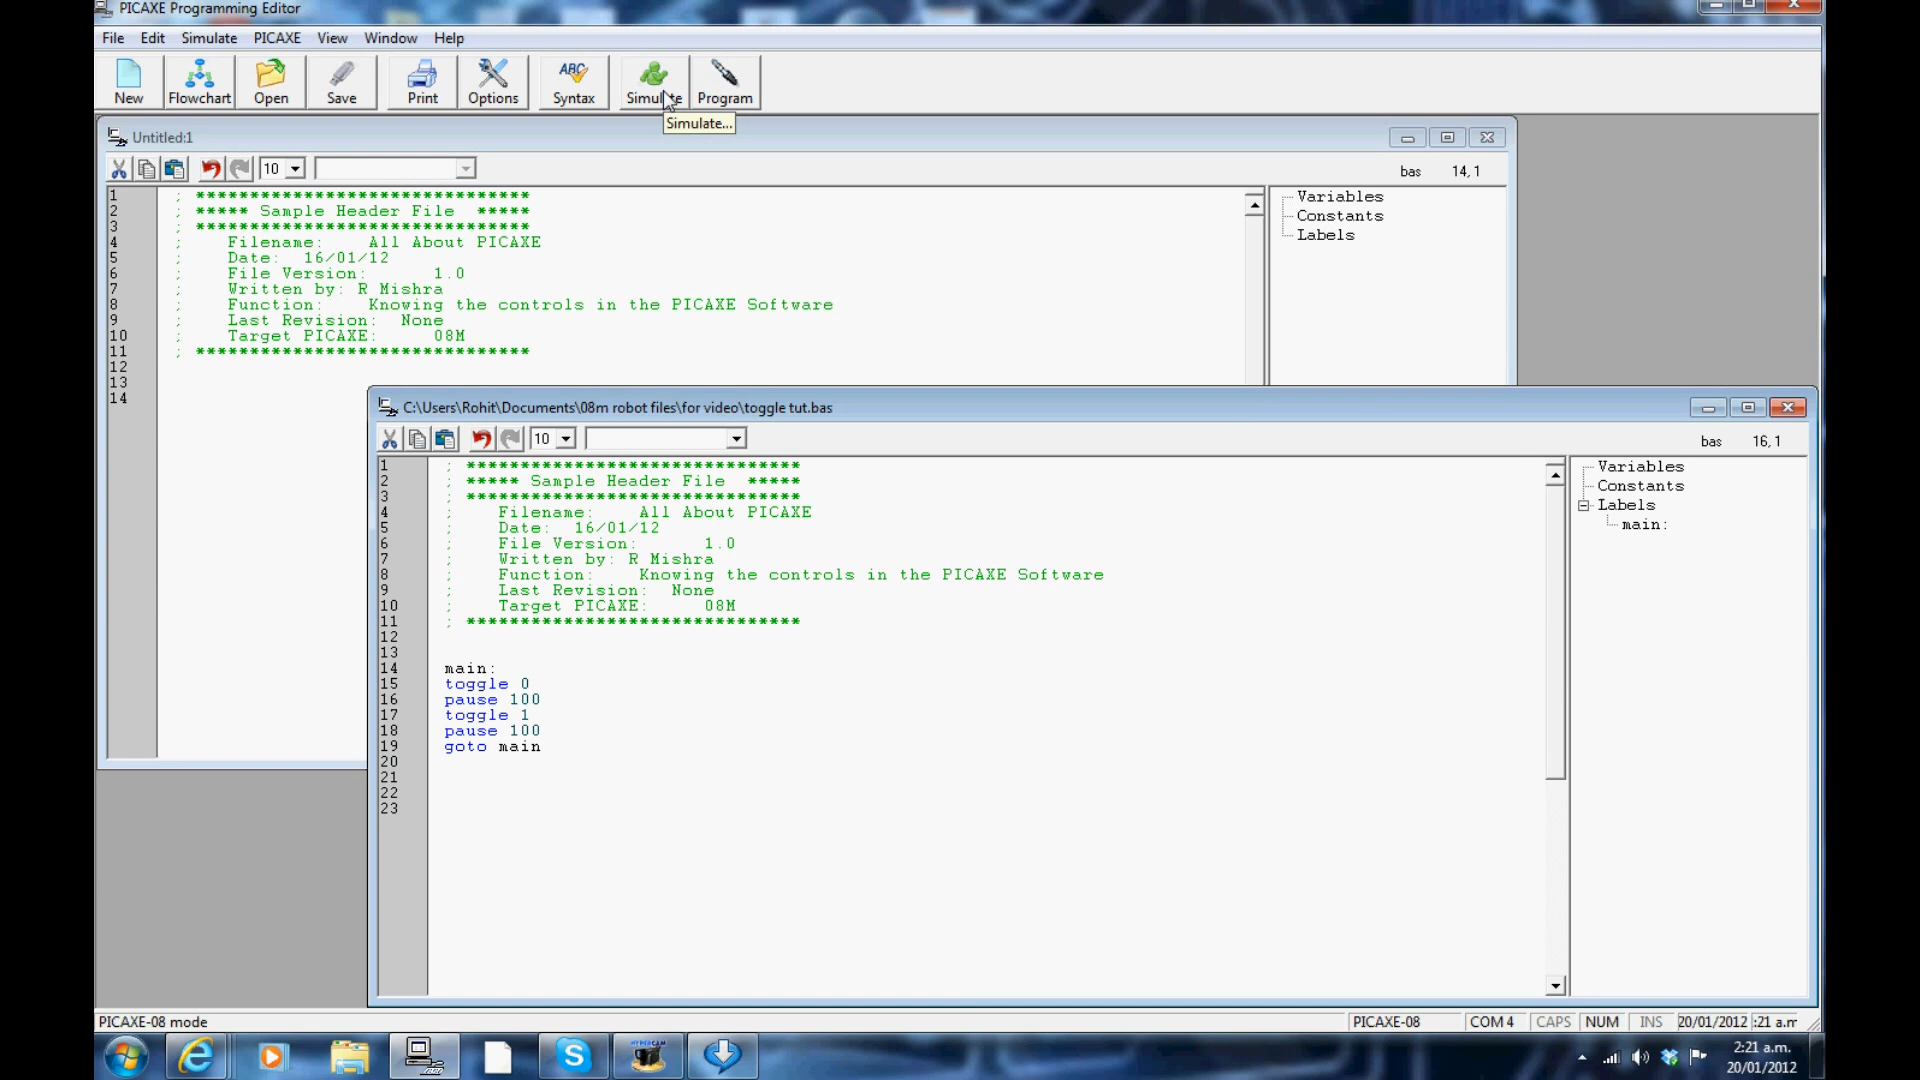 PICAXE Programming Editor
File Edit Simulate PICAXE View Window Help
New Flowchart Open Save Print Options Syntax Simulate Program
ABC
Simulate...
Untitled:1
10
bas 14,1
1 ; *******************************
2 ; ***** Sample Header File *****
3 ; *******************************
4 ; Filename: All About PICAXE
5 ; Date: 16/01/12
6 ; File Version: 1.0
7 ; Written by: R Mishra
8 ; Function: Knowing the controls in the PICAXE Software
9 ; Last Revision: None
10 ; Target PICAXE: 08M
11 ; *******************************
12
13
14
Variables
Constants
Labels
C:\Users\Rohit\Documents\08m robot files\for video\toggle tut.bas
10
bas 16,1
1 ; *******************************
2 ; ***** Sample Header File *****
3 ; *******************************
4 ; Filename: All About PICAXE
5 ; Date: 16/01/12
6 ; File Version: 1.0
7 ; Written by: R Mishra
8 ; Function: Knowing the controls in the PICAXE Software
9 ; Last Revision: None
10 ; Target PICAXE: 08M
11 ; *******************************
12
13
14 main:
15 toggle 0
16 pause 100
17 toggle 1
18 pause 100
19 goto main
20
21
22
23
Variables
Constants
Labels
main:
PICAXE-08 mode
PICAXE-08 COM 4 CAPS NUM INS 20/01/2012 :21 a.m
HYPERCAM
2:21 a.m.
20/01/2012